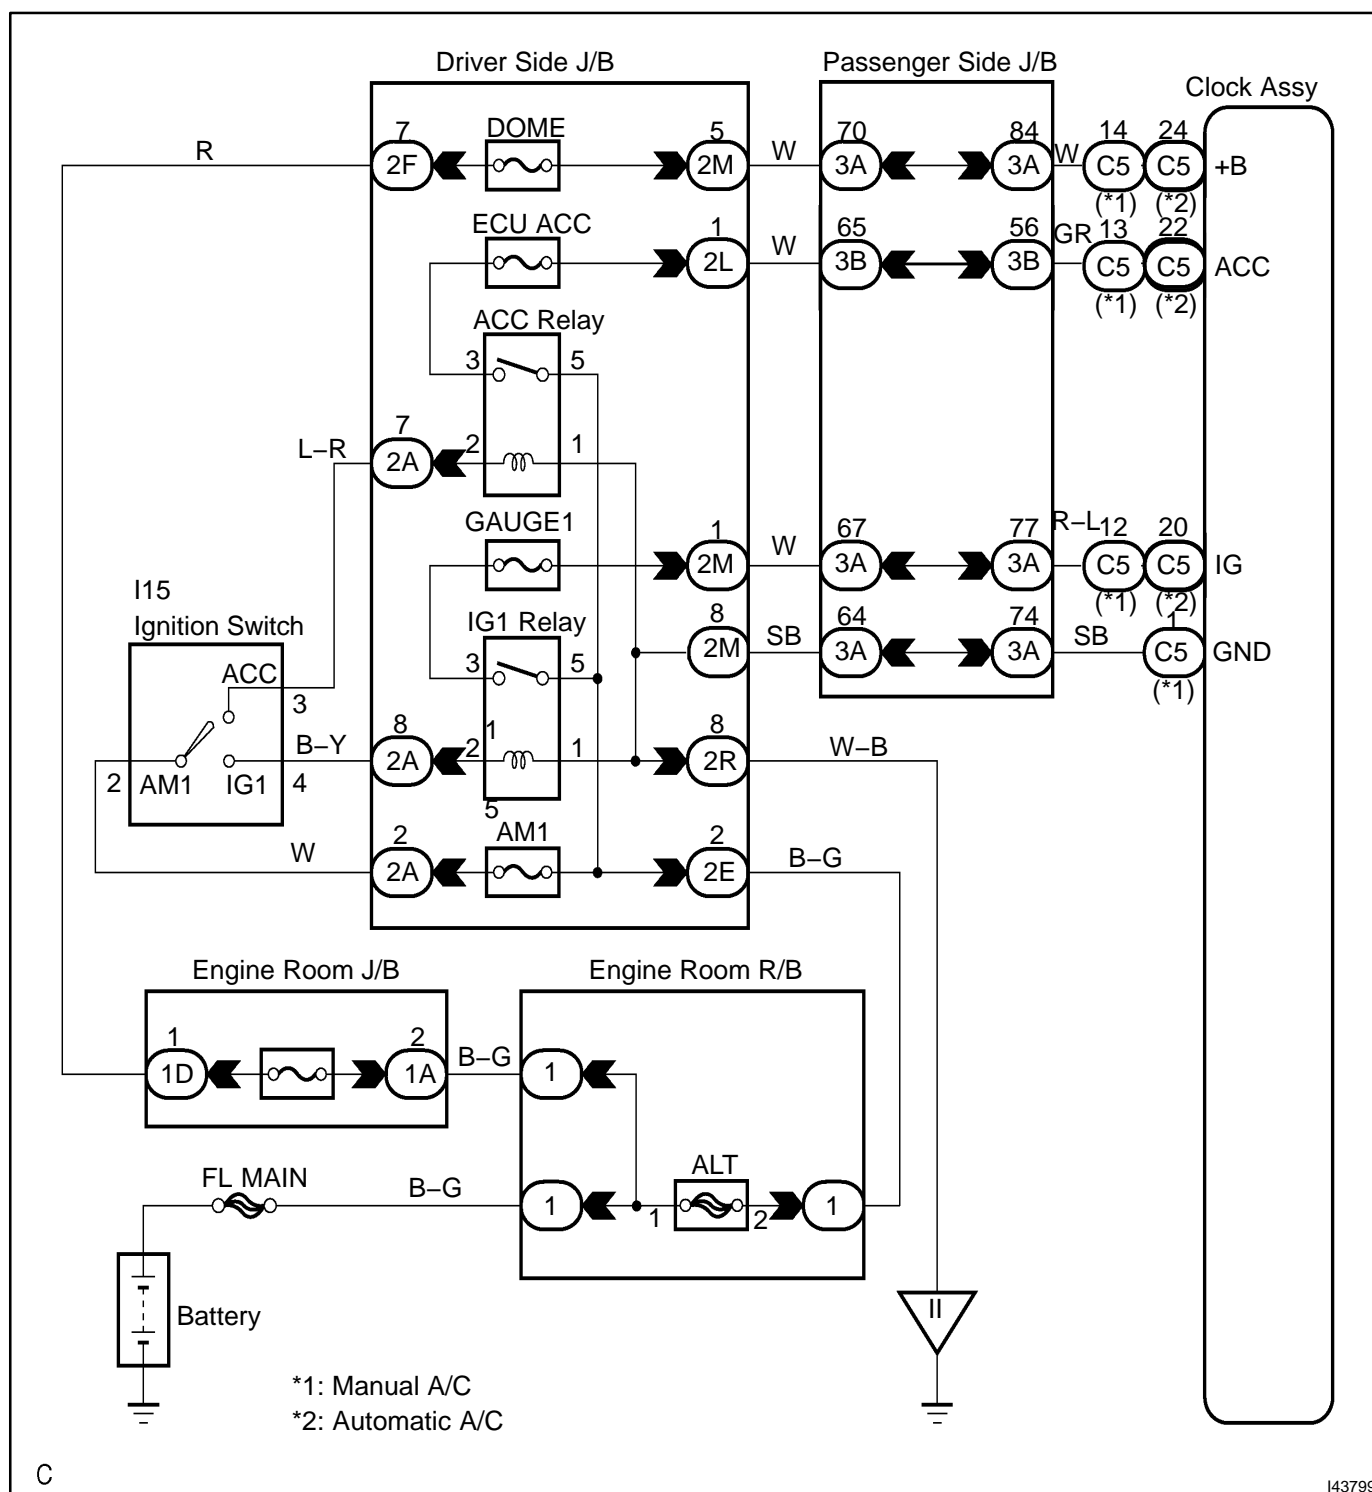 Driver Side J/B
Passenger Side J/B
Clock Assy
R
7
2F
DOME
5
2M
W
70
3A
84
3A
W
14
C5
(*1)
24
C5
(*2)
+B
ECU ACC
1
2L
W
65
3B
56
3B
GR
13
C5
(*1)
22
C5
(*2)
ACC
ACC Relay
3
5
L–R
7
2A
2
1
GAUGE1
1
2M
W
67
3A
77
3A
R–L
12
C5
(*1)
20
C5
(*2)
IG
I15
Ignition Switch
IG1 Relay
3
5
8
2M
SB
64
3A
74
3A
SB
1
C5
(*1)
GND
ACC
3
2
AM1
IG1
4
B–Y
8
2A
1
2
1
5
8
2R
W–B
W
2
2A
AM1
2
2E
B–G
Engine Room J/B
Engine Room R/B
1
1D
2
1A
B–G
1
FL MAIN
B–G
1
1
ALT
2
1
Battery
II
*1: Manual A/C
*2: Automatic A/C
C
I43799